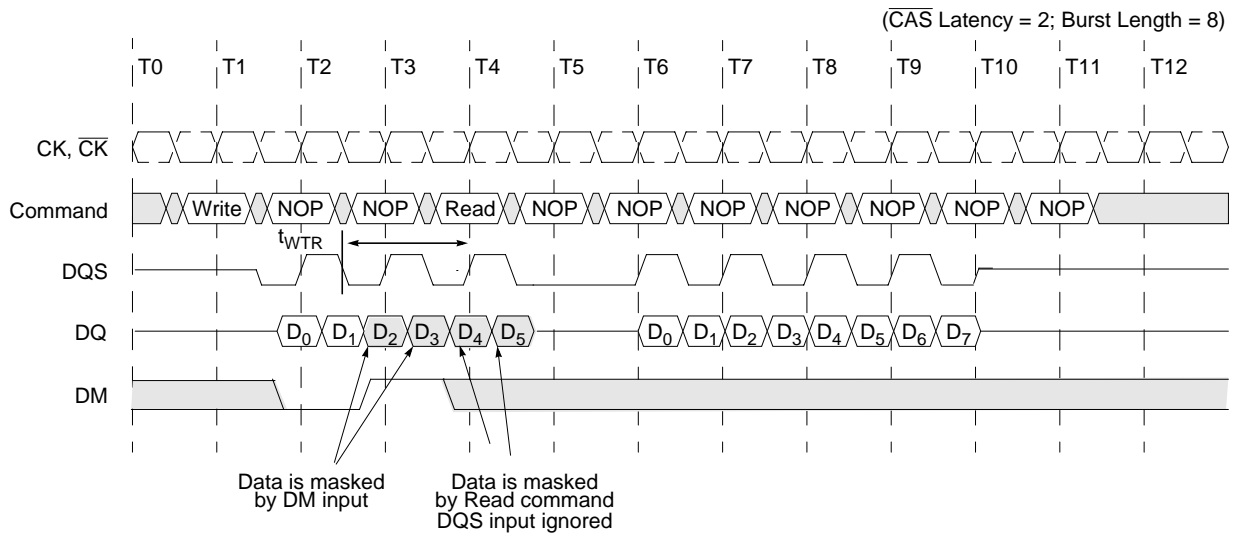 (C̅A̅S̅ Latency = 2; Burst Length = 8)
T0 T1 T2 T3 T4 T5 T6 T7 T8 T9 T10 T11 T12
CK, C̅K̅
Command Write NOP NOP Read NOP NOP NOP NOP NOP NOP NOP
tWTR
DQS
DQ D0 D1 D2 D3 D4 D5 D0 D1 D2 D3 D4 D5 D6 D7
DM
Data is masked
by DM input
Data is masked
by Read command
DQS input ignored